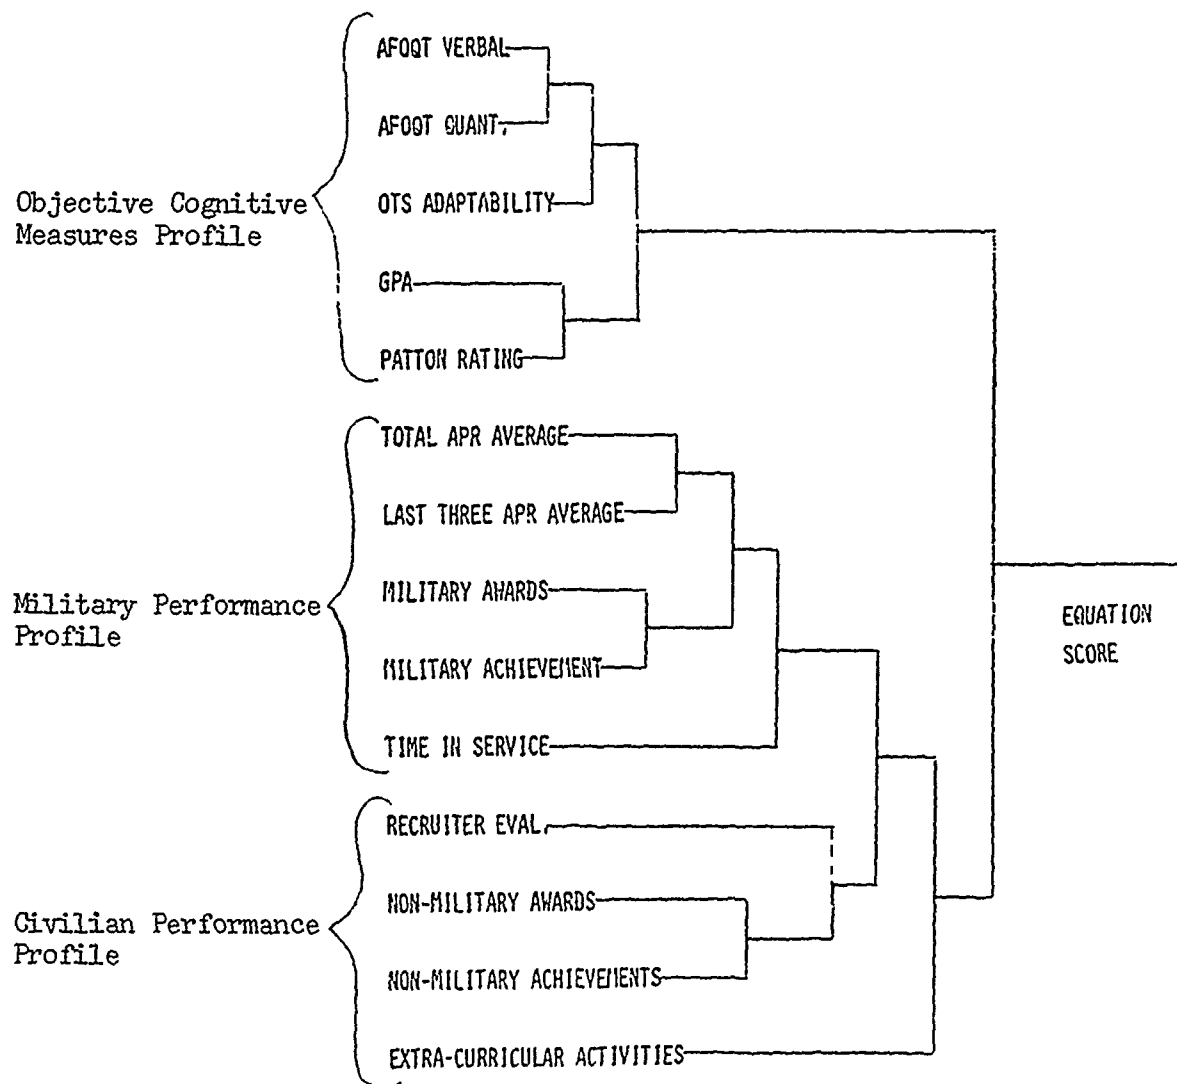 AFOQT VERBAL
AFOQT QUANT.
Objective Cognitive
Measures Profile
OTS ADAPTABILITY
GPA
PATTON RATING
TOTAL APR AVERAGE
LAST THREE APR AVERAGE
Military Performance
Profile
MILITARY AWARDS
MILITARY ACHIEVEMENT
TIME IN SERVICE
EQUATION
SCORE
RECRUITER EVAL.
Civilian Performance
Profile
NON-MILITARY AWARDS
NON-MILITARY ACHIEVEMENTS
EXTRA-CURRICULAR ACTIVITIES